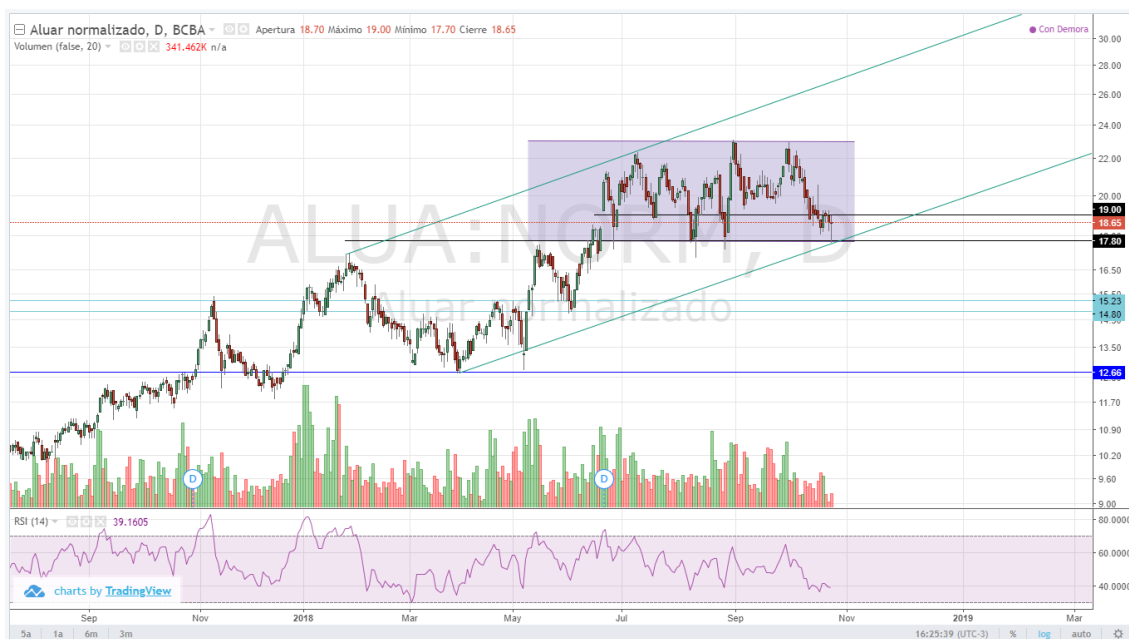 Aluar normalizado, D, BCBA Apertura 18.70 Máximo 19.00 Mínimo 17.70 Cierre 18.65
Con Demora
Volumen (false, 20) 341.462K n/a
ALUA:NORM, D
Aluar normalizado
30.00
28.00
26.00
24.00
22.00
20.00
19.00
18.65
17.80
16.50
15.23
14.80
13.50
12.66
11.70
10.90
10.20
9.60
9.00
D
D
RSI (14) 39.1605
80.0000
60.0000
40.0000
charts by TradingView
Sep Nov 2018 Mar May Jul Sep Nov 2019 Mar
5a 1a 6m 3m 16:25:39 (UTC-3) % log auto